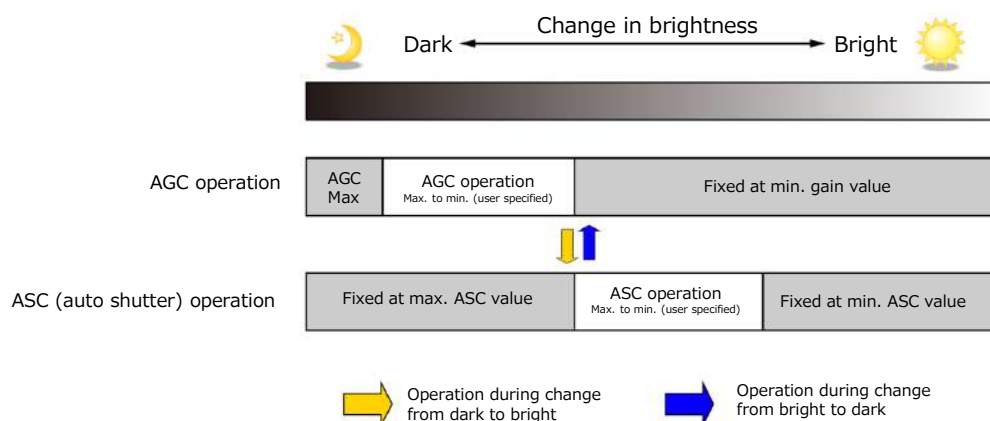 Change in brightness
Dark
Bright
AGC operation
AGC
Max
AGC operation
Max. to min. (user specified)
Fixed at min. gain value
ASC (auto shutter) operation
Fixed at max. ASC value
ASC operation
Max. to min. (user specified)
Fixed at min. ASC value
Operation during change
from dark to bright
Operation during change
from bright to dark